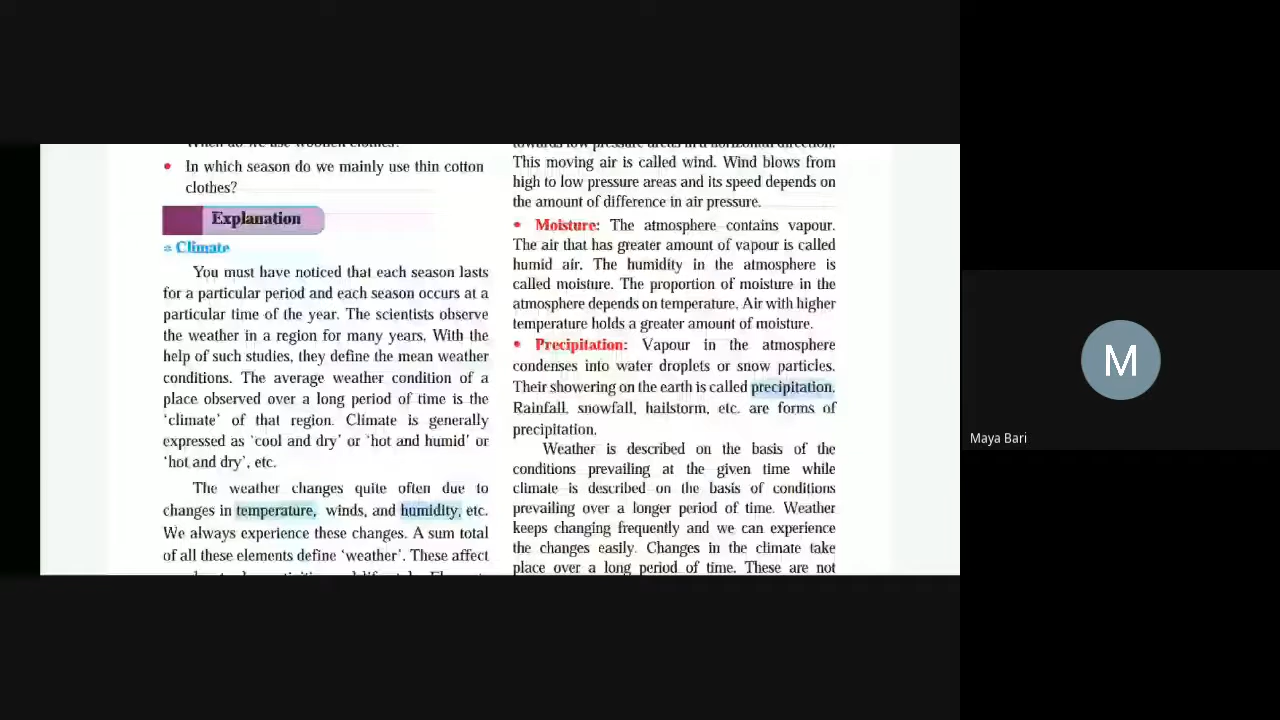 When do we use woollen clothes?
• In which season do we mainly use thin cotton
clothes?
Explanation
Climate
You must have noticed that each season lasts
for a particular period and each season occurs at a
particular time of the year. The scientists observe
the weather in a region for many years. With the
help of such studies, they define the mean weather
conditions. The average weather condition of a
place observed over a long period of time is the
‘climate’ of that region. Climate is generally
expressed as ‘cool and dry’ or ‘hot and humid’ or
‘hot and dry’, etc.
The weather changes quite often due to
changes in temperature, winds, and humidity, etc.
We always experience these changes. A sum total
of all these elements define ‘weather’. These affect
towards low pressure areas in a horizontal direction.
This moving air is called wind. Wind blows from
high to low pressure areas and its speed depends on
the amount of difference in air pressure.
• Moisture: The atmosphere contains vapour.
The air that has greater amount of vapour is called
humid air. The humidity in the atmosphere is
called moisture. The proportion of moisture in the
atmosphere depends on temperature. Air with higher
temperature holds a greater amount of moisture.
• Precipitation: Vapour in the atmosphere
condenses into water droplets or snow particles.
Their showering on the earth is called precipitation.
Rainfall, snowfall, hailstorm, etc. are forms of
precipitation.
Weather is described on the basis of the
conditions prevailing at the given time while
climate is described on the basis of conditions
prevailing over a longer period of time. Weather
keeps changing frequently and we can experience
the changes easily. Changes in the climate take
place over a long period of time. These are not
M
Maya Bari